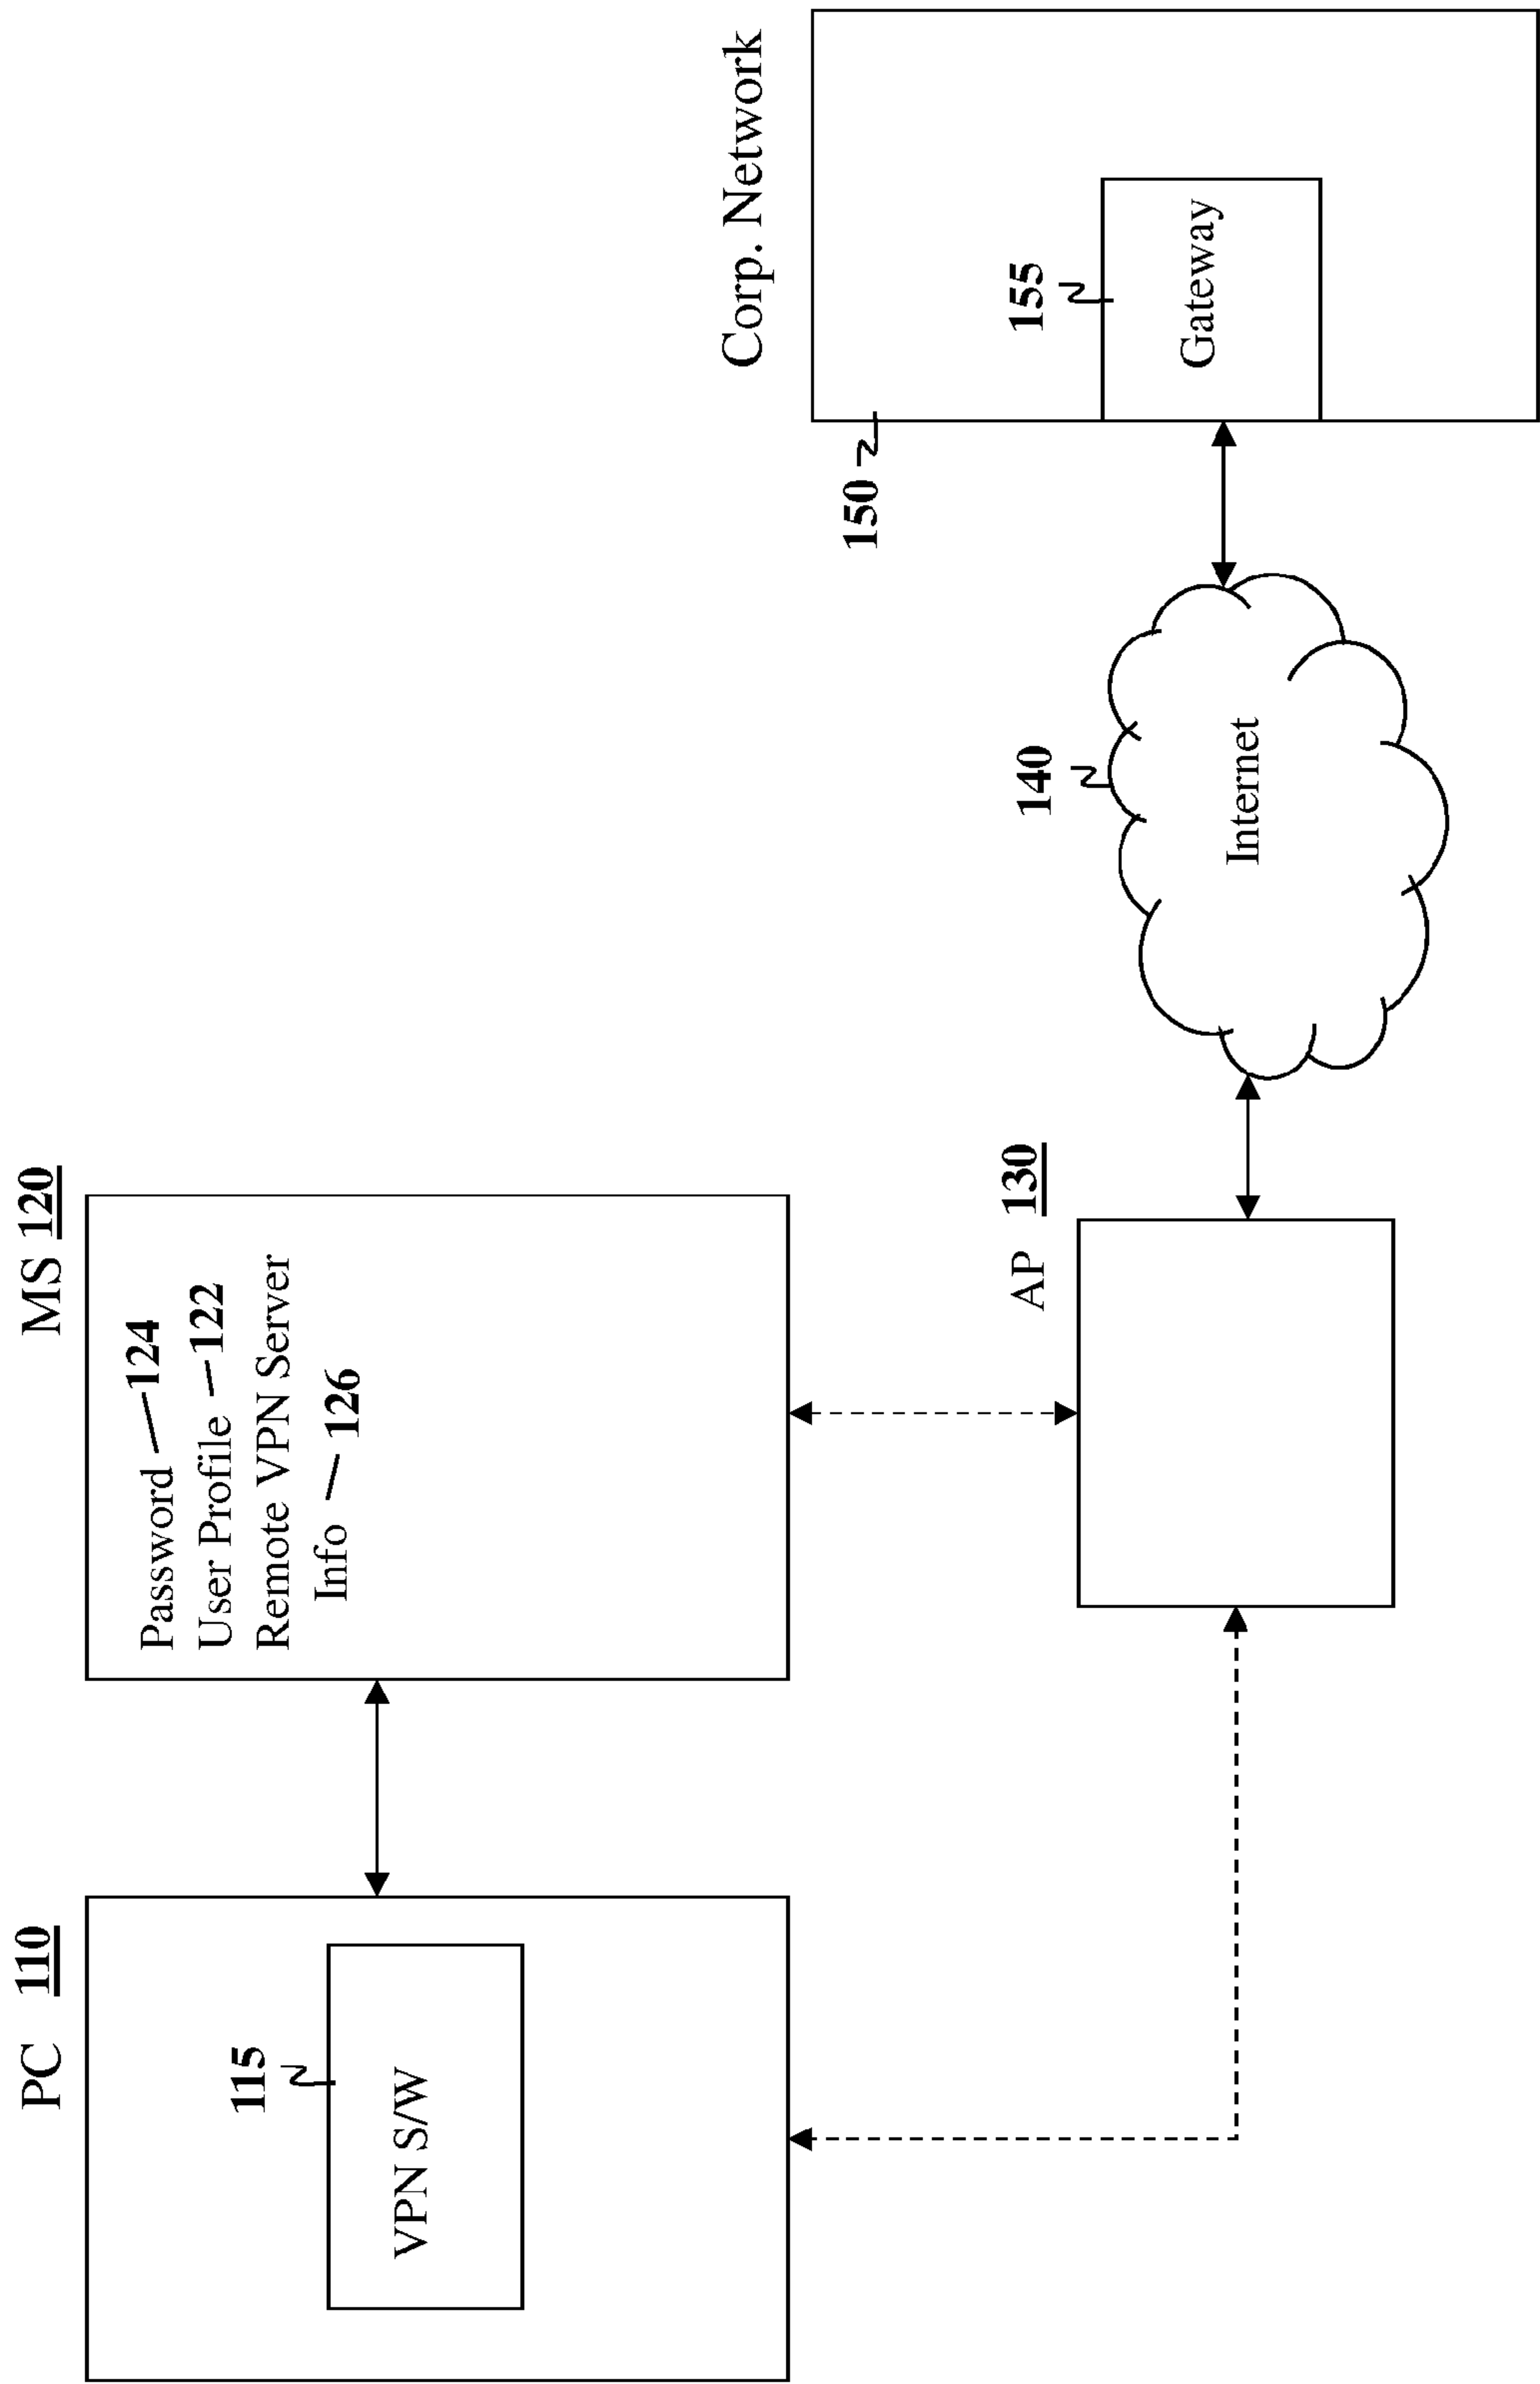 PC 110
115
VPN S/W
MS 120
Password 124
User Profile 122
Remote VPN Server
Info 126
AP 130
140
Internet
Corp. Network
150
155
Gateway